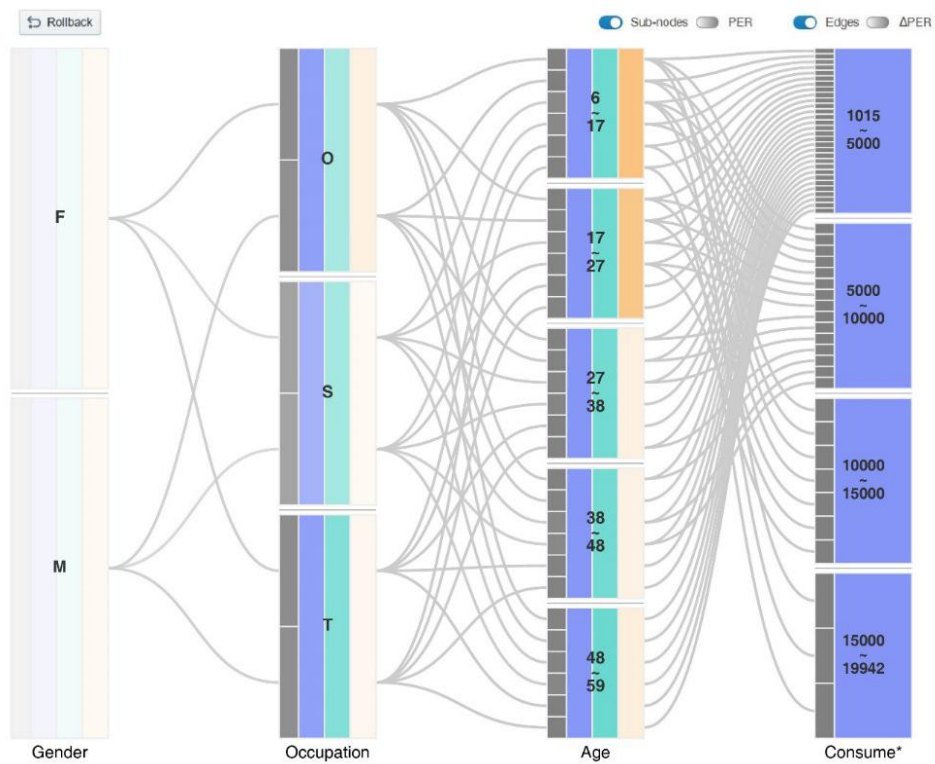 Rollback
Sub-nodes PER Edges ΔPER
F
M
Gender
O
S
T
Occupation
6
~
17
17
~
27
27
~
38
38
~
48
48
~
59
Age
1015
~
5000
5000
~
10000
10000
~
15000
15000
~
19942
Consume*